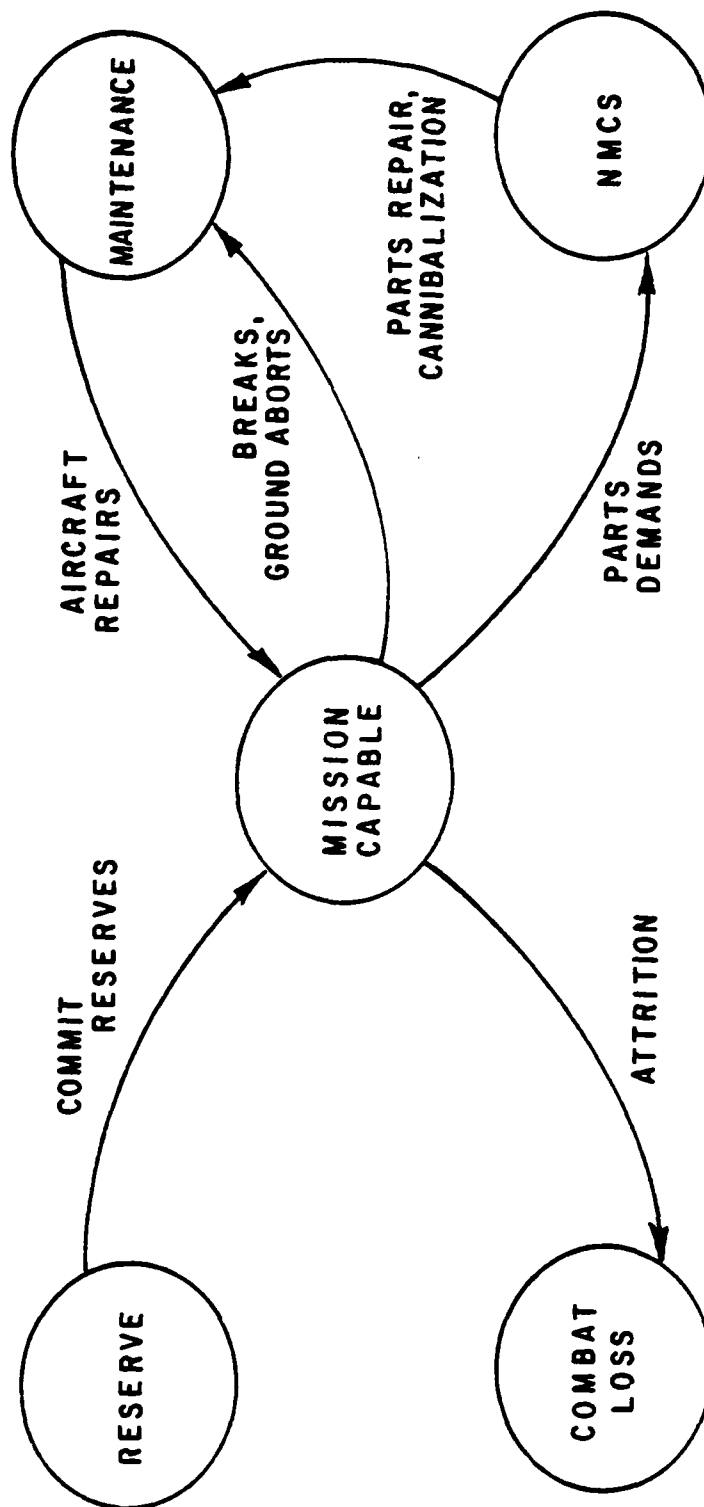 RESERVE
COMMIT
RESERVES
AIRCRAFT
REPAIRS
MAINTENANCE
MISSION
CAPABLE
BREAKS,
GROUND ABORTS
PARTS REPAIR,
CANNIBALIZATION
COMBAT
LOSS
ATTRITION
PARTS
DEMANDS
NMCS